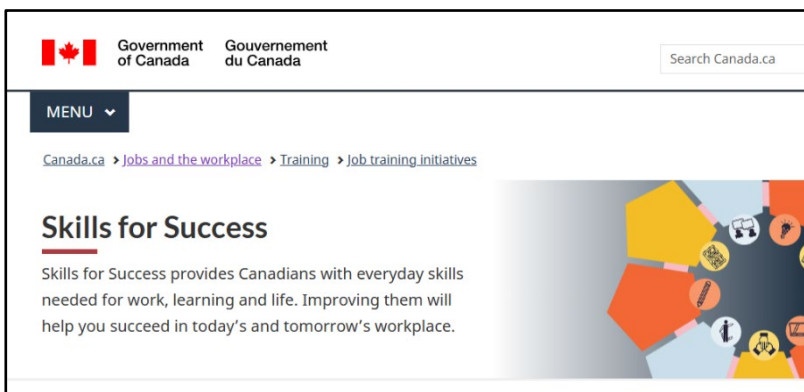 Government of Canada
Gouvernement du Canada
Search Canada.ca
MENU
Canada.ca > Jobs and the workplace > Training > Job training initiatives
Skills for Success
Skills for Success provides Canadians with everyday skills
needed for work, learning and life. Improving them will
help you succeed in today's and tomorrow's workplace.